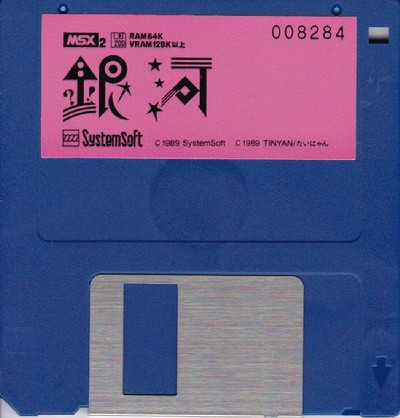 MSX2 RAM64K 008284
VRAM128K以上
銀河
SystemSoft ©1989 SystemSoft ©1989 TINYAN/たいにゃん